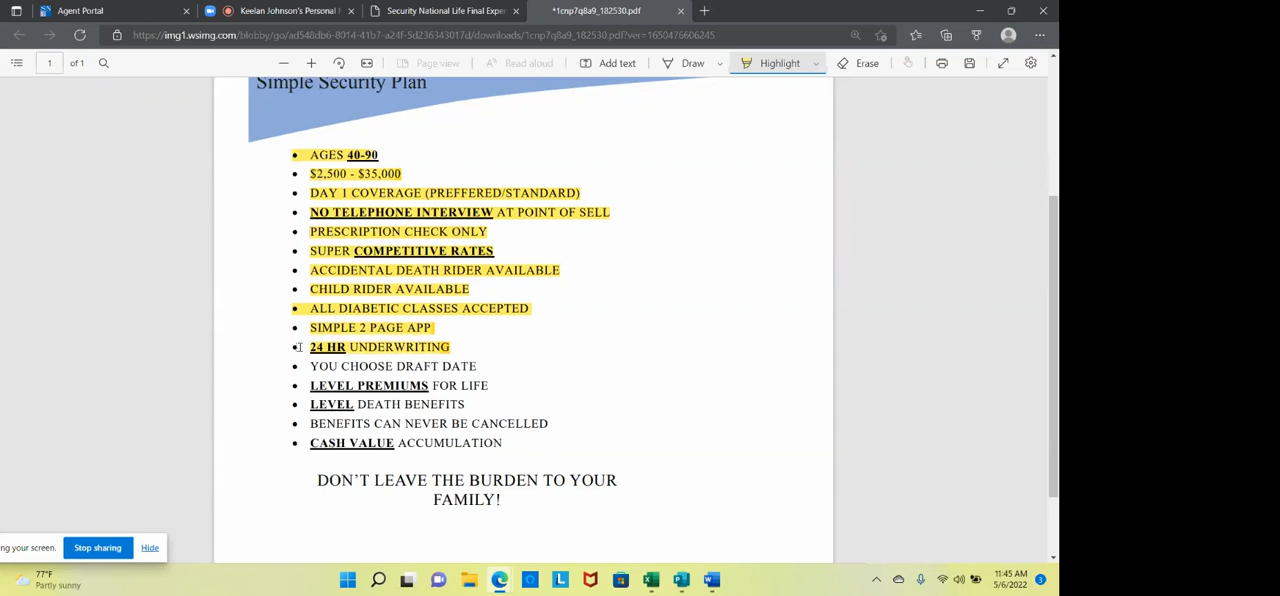 Agent Portal
Keelan Johnson's Personal
Security National Life Final Expe
*1cnp7q8a9_182530.pdf
https://img1.wsimg.com/blobby/go/ad548db6-8014-41b7-a24f-5d236343017d/downloads/1cnp7q8a9_182530.pdf?ver=1650476606245
1 of 1
Page view
Read aloud
Add text
Draw
Highlight
Erase
Simple Security Plan
• AGES 40-90
• $2,500 - $35,000
• DAY 1 COVERAGE (PREFFERED/STANDARD)
• NO TELEPHONE INTERVIEW AT POINT OF SELL
• PRESCRIPTION CHECK ONLY
• SUPER COMPETITIVE RATES
• ACCIDENTAL DEATH RIDER AVAILABLE
• CHILD RIDER AVAILABLE
• ALL DIABETIC CLASSES ACCEPTED
• SIMPLE 2 PAGE APP
• 24 HR UNDERWRITING
• YOU CHOOSE DRAFT DATE
• LEVEL PREMIUMS FOR LIFE
• LEVEL DEATH BENEFITS
• BENEFITS CAN NEVER BE CANCELLED
• CASH VALUE ACCUMULATION
DON'T LEAVE THE BURDEN TO YOUR
FAMILY!
ng your screen.
Stop sharing
Hide
77°F
Partly sunny
11:45 AM
5/6/2022
3